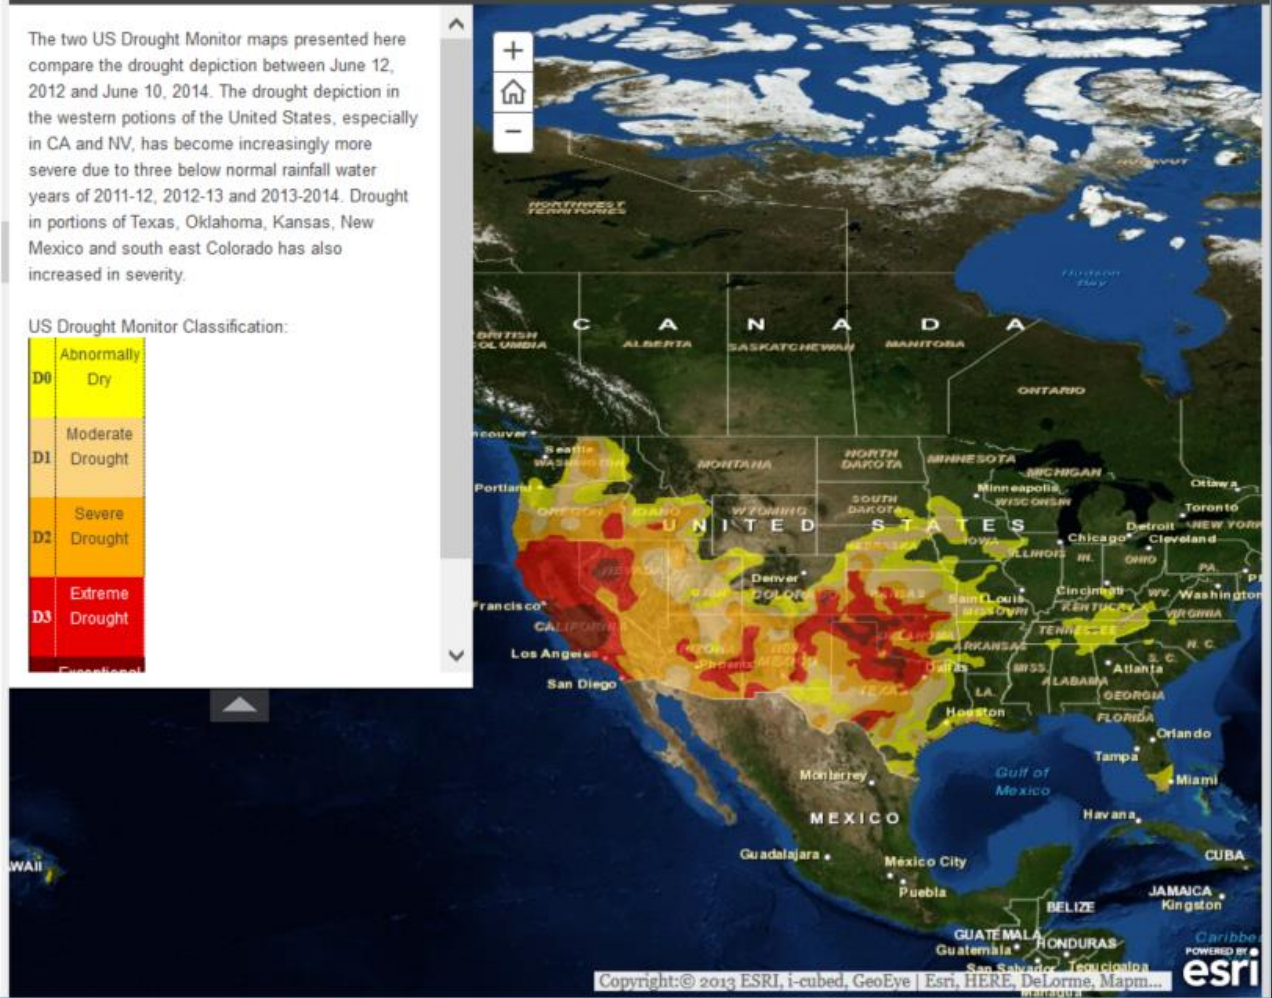 The two US Drought Monitor maps presented here
compare the drought depiction between June 12,
2012 and June 10, 2014. The drought depiction in
the western potions of the United States, especially
in CA and NV, has become increasingly more
severe due to three below normal rainfall water
years of 2011-12, 2012-13 and 2013-2014. Drought
in portions of Texas, Oklahoma, Kansas, New
Mexico and south east Colorado has also
increased in severity.
US Drought Monitor Classification:
D0 Abnormally
Dry
D1 Moderate
Drought
D2 Severe
Drought
D3 Extreme
Drought
Exceptional
+
−
NUNAVUT
NORTHWEST
TERRITORIES
Hudson
Bay
CANADA
BRITISH
COLUMBIA
ALBERTA
SASKATCHEWAN
MANITOBA
ONTARIO
ncouver
Seattle
WASHINGTON
MONTANA
NORTH
DAKOTA
MINNESOTA
MICHIGAN
Ottawa
Portland
Minneapolis
WISCONSIN
OREGON
IDAHO
WYOMING
SOUTH
DAKOTA
Toronto
UNITED STATES
Detroit
NEW YORK
Chicago
Cleveland
NEBRASKA
IOWA
ILLINOIS
IN.
OHIO
PA.
NEVADA
Denver
COLORADO
KANSAS
Saint Louis
MISSOURI
Cincinnati
WV.
Washington
KENTUCKY
VIRGINIA
Francisco
CALIFORNIA
OKLAHOMA
TENNESSEE
ARKANSAS
N. C.
Los Angeles
Phoenix
Dallas
MISS.
ALABAMA
Atlanta
S. C.
San Diego
TEXAS
LA.
GEORGIA
Houston
FLORIDA
Orlando
Tampa
Monterrey
Gulf of
Mexico
Miami
MEXICO
Havana
Guadalajara
Mexico City
CUBA
WAII
Puebla
JAMAICA
Kingston
BELIZE
GUATEMALA
Guatemala
HONDURAS
Caribbe
San Salvador
Tegucigalpa
Managua
POWERED BY
esri
Copyright:© 2013 ESRI, i-cubed, GeoEye | Esri, HERE, DeLorme, Mapm...